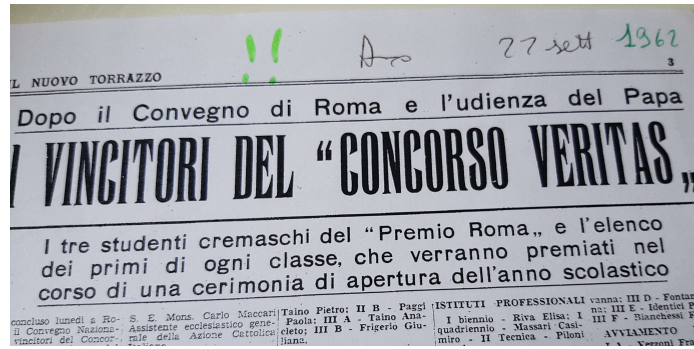 !! 22 sett 1962
IL NUOVO TORRAZZO
3
Dopo il Convegno di Roma e l'udienza del Papa
I VINCITORI DEL “CONCORSO VERITAS„
I tre studenti cremaschi del “Premio Roma„ e l'elenco
dei primi di ogni classe, che verranno premiati nel
corso di una cerimonia di apertura dell'anno scolastico
concluso lunedì a Ro-
il Convegno Naziona-
vincitori del Concor-
S. E. Mons. Carlo Maccari
Assistente ecclesiastico gene-
rale della Azione Cattolica
Italiana
Taino Pietro; II B - Paggi
Paola; III A - Taino Ana-
cleto; III B - Frigerio Giu-
liana.
ISTITUTI PROFESSIONALI
I biennio - Riva Elisa; I
quadriennio - Massari Casi-
miro - II Tecnica - Piloni
vanna; III D - Fontan
na; III E - Identici P
III F - Bianchessi F
AVVIAMENTO
I A - Vezzoni Fra